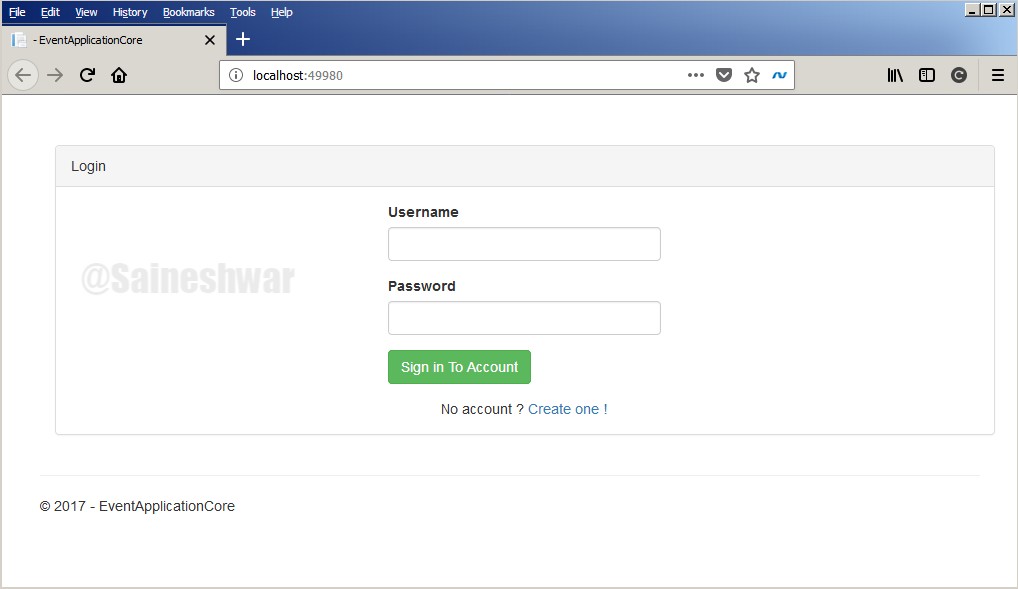 File Edit View History Bookmarks Tools Help
- EventApplicationCore
localhost:49980
Login
Username
@Saineshwar
Password
Sign in To Account
No account ? Create one !
© 2017 - EventApplicationCore